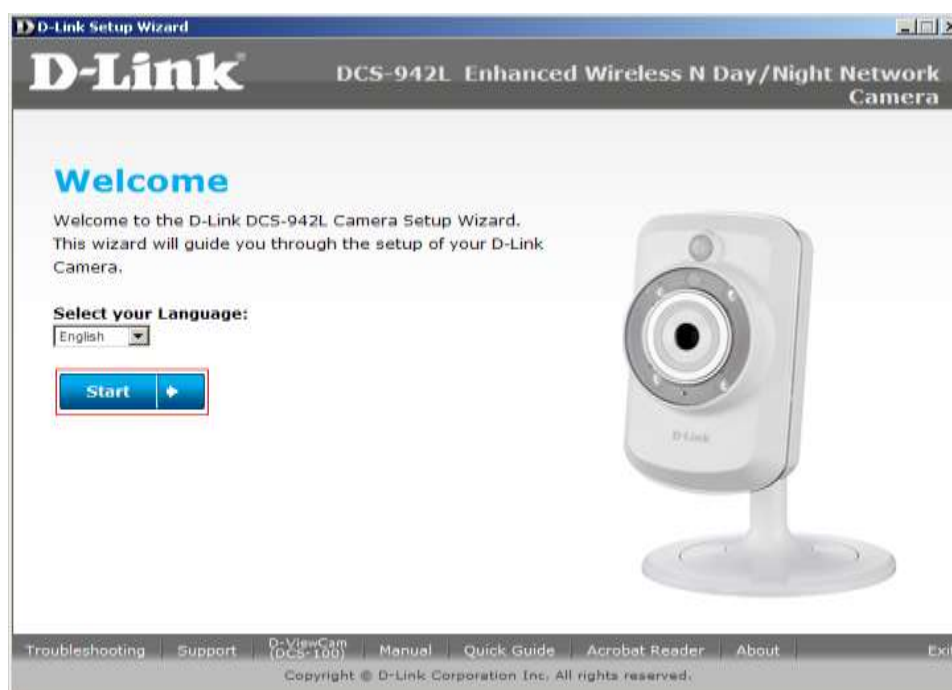 D-Link Setup Wizard
D-Link
DCS-942L Enhanced Wireless N Day/Night Network
Camera
Welcome
Welcome to the D-Link DCS-942L Camera Setup Wizard.
This wizard will guide you through the setup of your D-Link
Camera.
Select your Language:
English
Start
D-Link
Troubleshooting Support D-ViewCam (DCS-100) Manual Quick Guide Acrobat Reader About Exit
Copyright © D-Link Corporation Inc, All rights reserved.